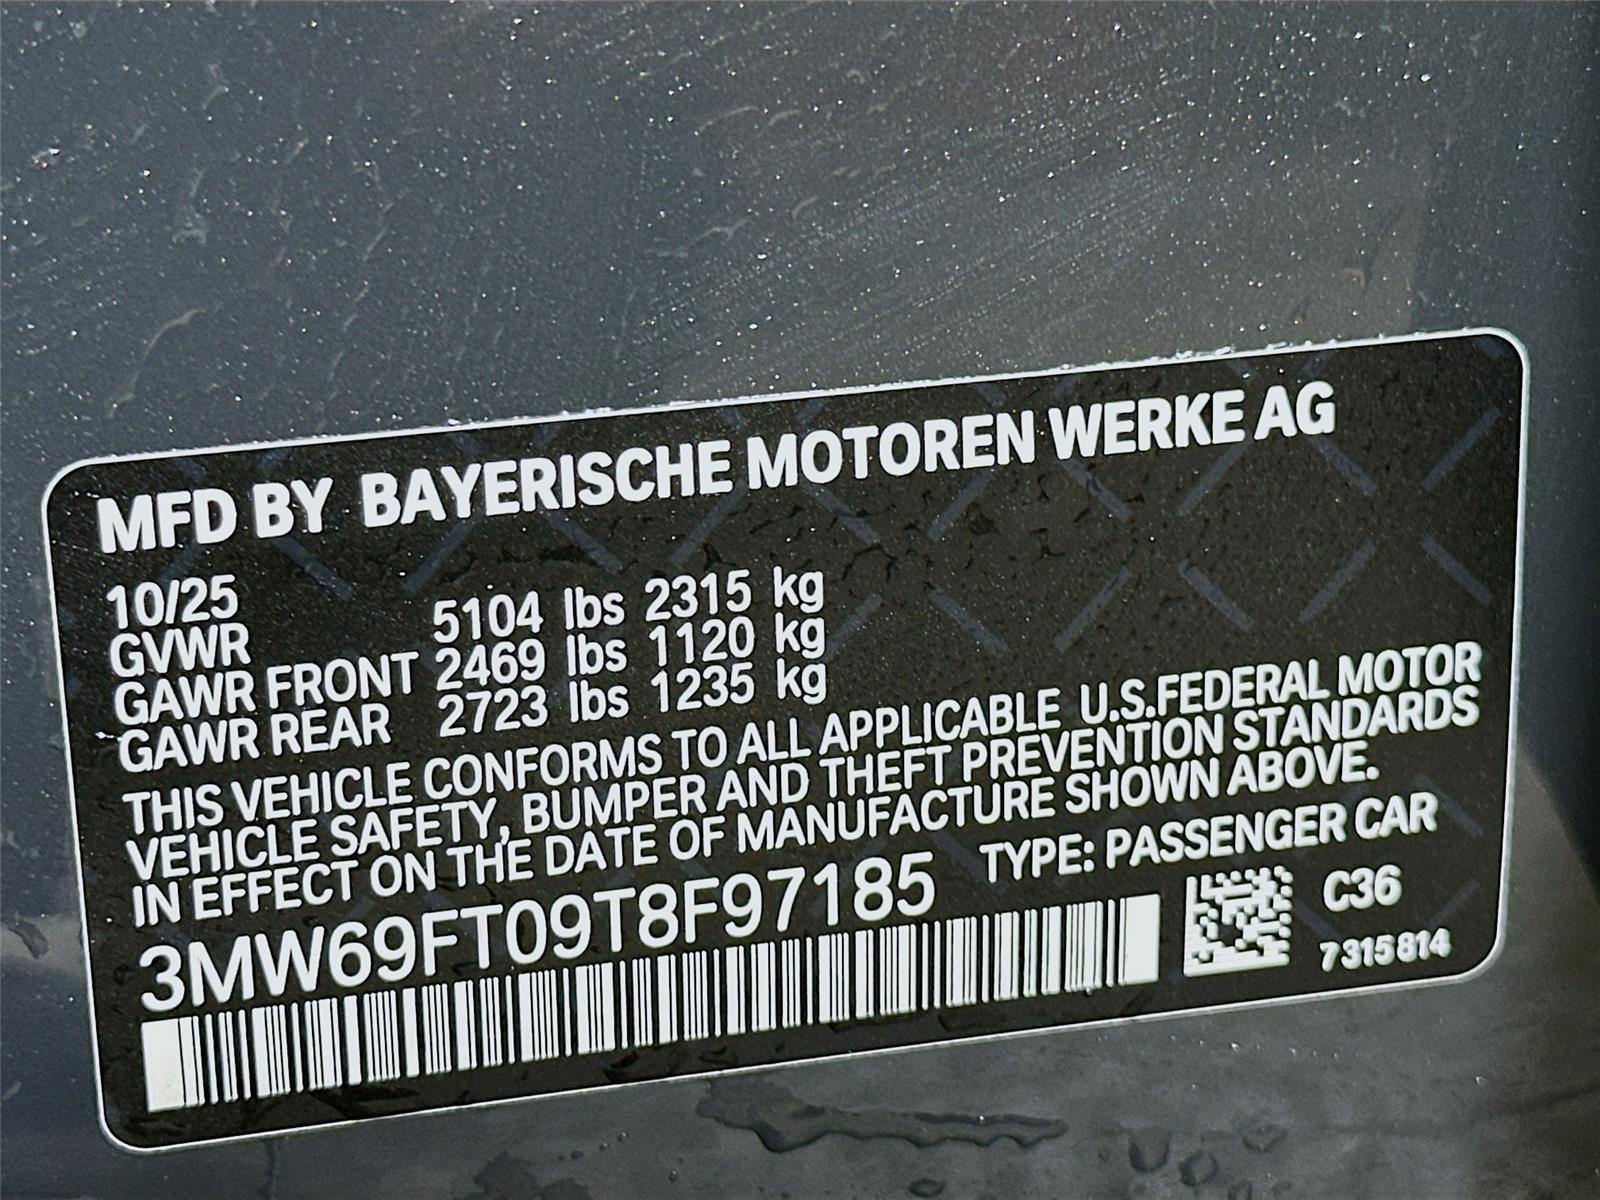 MFD BY BAYERISCHE MOTOREN WERKE AG
10/25
GVWR 5104 lbs 2315 kg
GAWR FRONT 2469 lbs 1120 kg
GAWR REAR 2723 lbs 1235 kg
THIS VEHICLE CONFORMS TO ALL APPLICABLE U.S.FEDERAL MOTOR
VEHICLE SAFETY, BUMPER AND THEFT PREVENTION STANDARDS
IN EFFECT ON THE DATE OF MANUFACTURE SHOWN ABOVE.
3MW69FT09T8F97185 TYPE: PASSENGER CAR
C36
7315814